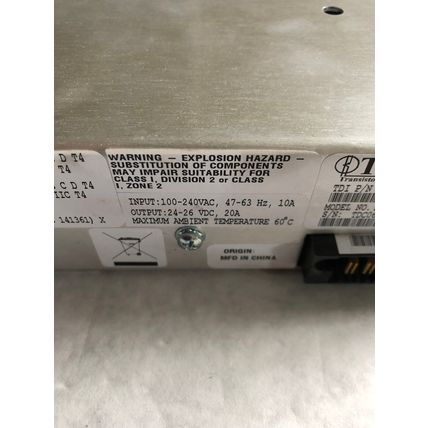 D T4
T4
C D T4
IIC T4
141361) X
WARNING - EXPLOSION HAZARD -
SUBSTITUTION OF COMPONENTS
MAY IMPAIR SUITABILITY FOR
CLASS I, DIVISION 2 or CLASS
I, ZONE 2
INPUT:100-240VAC, 47-63 Hz, 10A
OUTPUT:24-26 VDC, 20A
MAXIMUM AMBIENT TEMPERATURE 60°C
ORIGIN:
MFD IN CHINA
Transisto
TDI P/N
MODEL NO.
S/N: